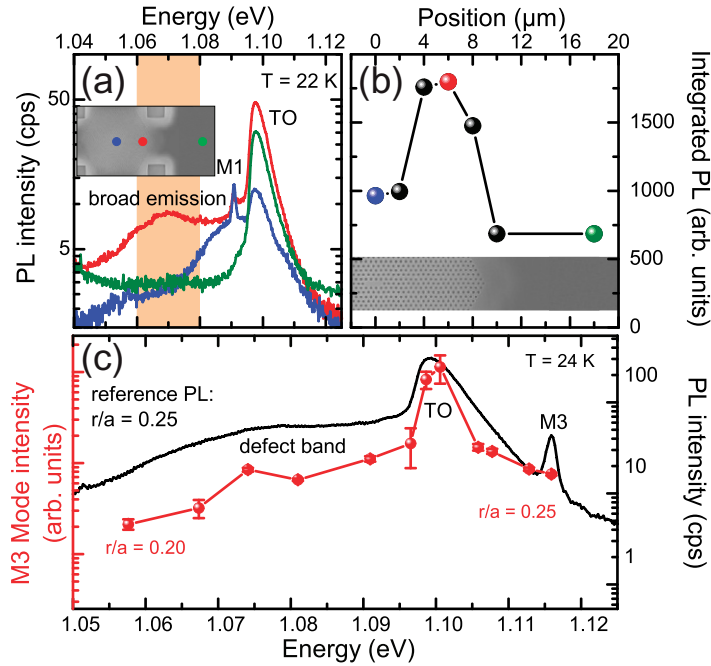 Energy (eV)
1.04 1.06 1.08 1.10 1.12
Position (µm)
0 4 8 12 16 20
(a)
T = 22 K
50
5
PL intensity (cps)
TO
M1
broad emission
(b)
1500
1000
500
0
Integrated PL (arb. units)
(c)
T = 24 K
reference PL:
r/a = 0.25
TO
M3
defect band
r/a = 0.25
r/a = 0.20
M3 Mode intensity
(arb. units)
100
10
1
PL intensity (cps)
1.05 1.06 1.07 1.08 1.09 1.10 1.11 1.12
Energy (eV)